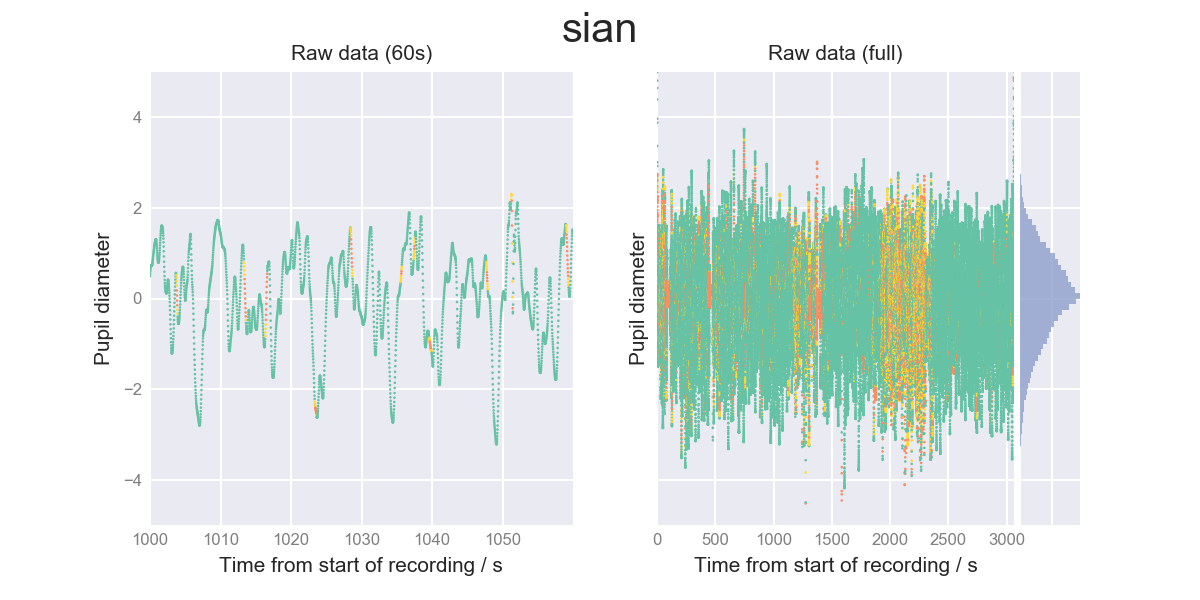 sian
Raw data (60s)
Raw data (full)
Pupil diameter
4
2
0
−2
−4
1000 1010 1020 1030 1040 1050
Time from start of recording / s
Pupil diameter
0 500 1000 1500 2000 2500 3000
Time from start of recording / s